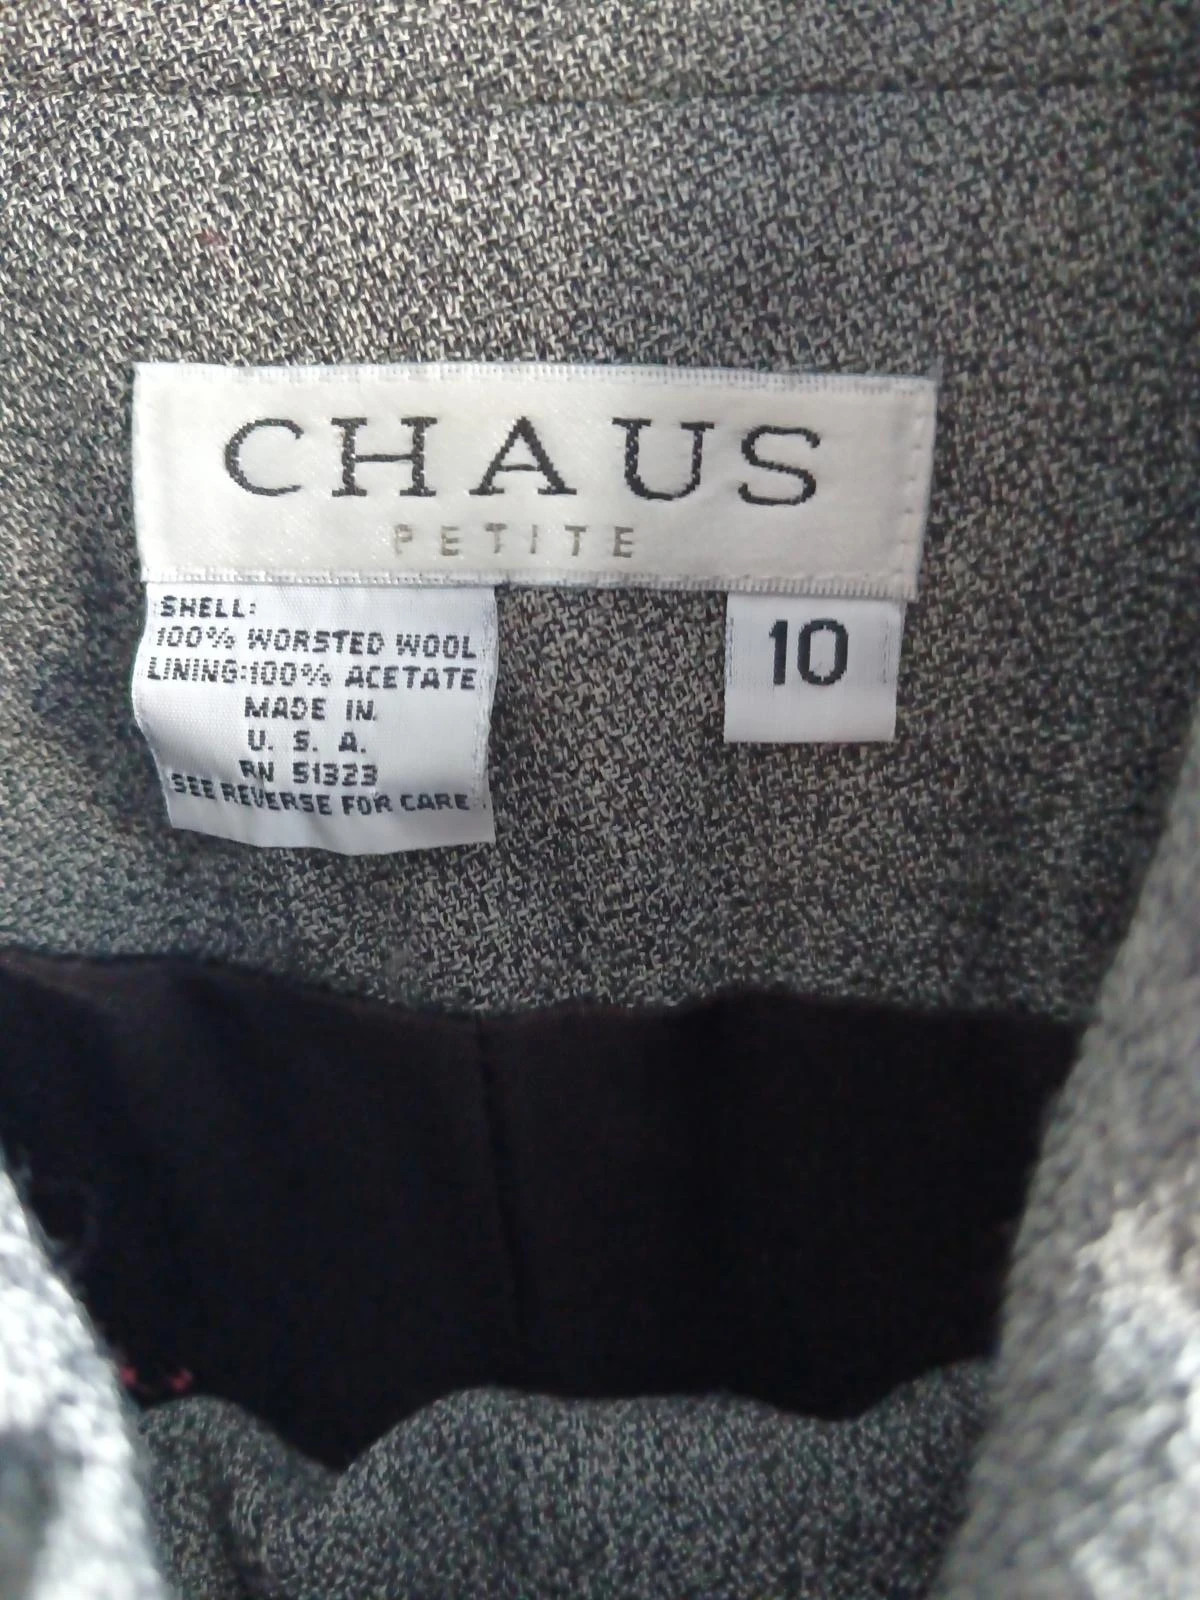 CHAUS
PETITE
SHELL:
100% WORSTED WOOL
LINING:100% ACETATE
MADE IN
U. S. A.
RN 51323
SEE REVERSE FOR CARE
10